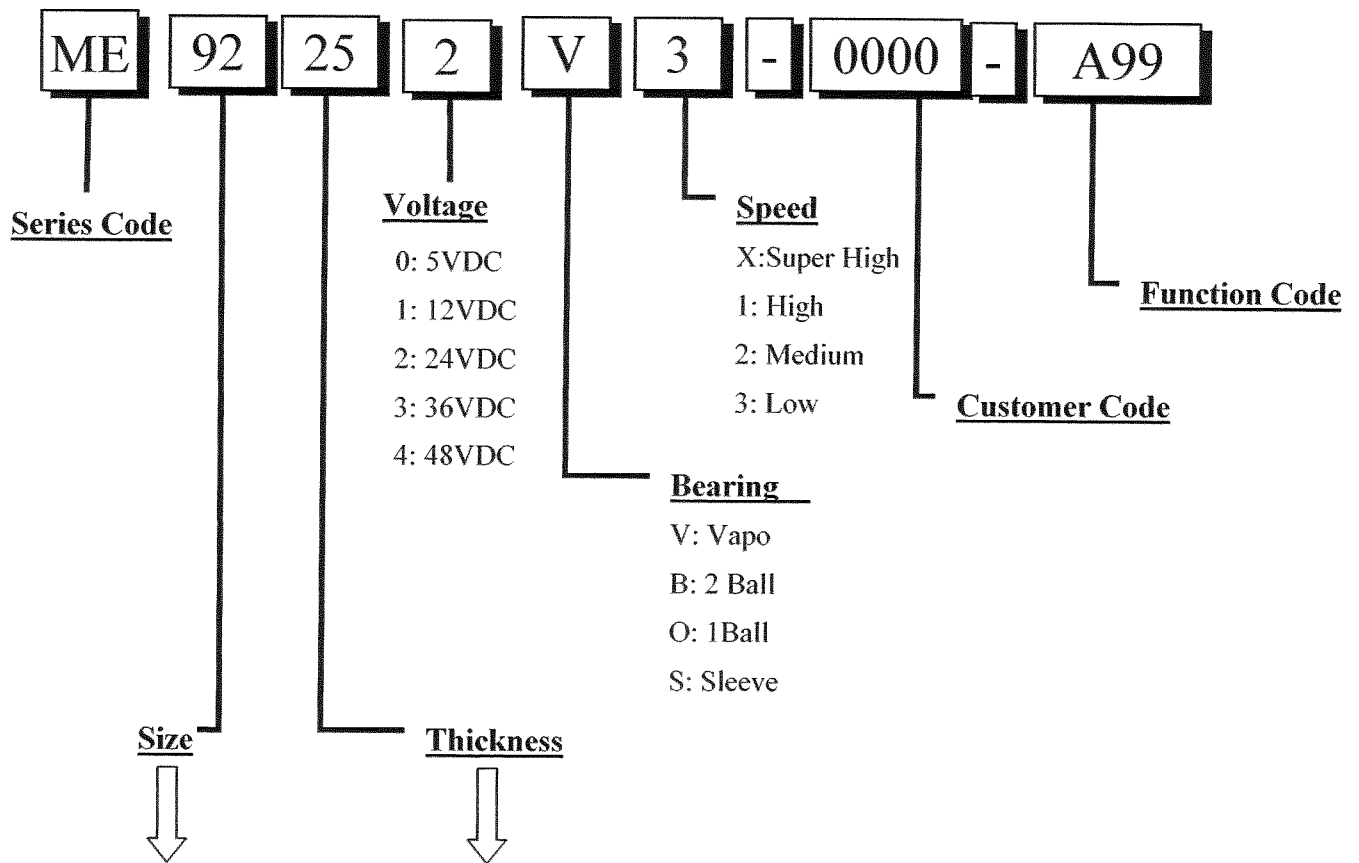 ME 92 25 2 V 3 - 0000 - A99
Series Code
Voltage
0: 5VDC
1: 12VDC
2: 24VDC
3: 36VDC
4: 48VDC
Speed
X:Super High
1: High
2: Medium
3: Low
Function Code
Customer Code
Bearing
V: Vapo
B: 2 Ball
O: 1Ball
S: Sleeve
Size
Thickness